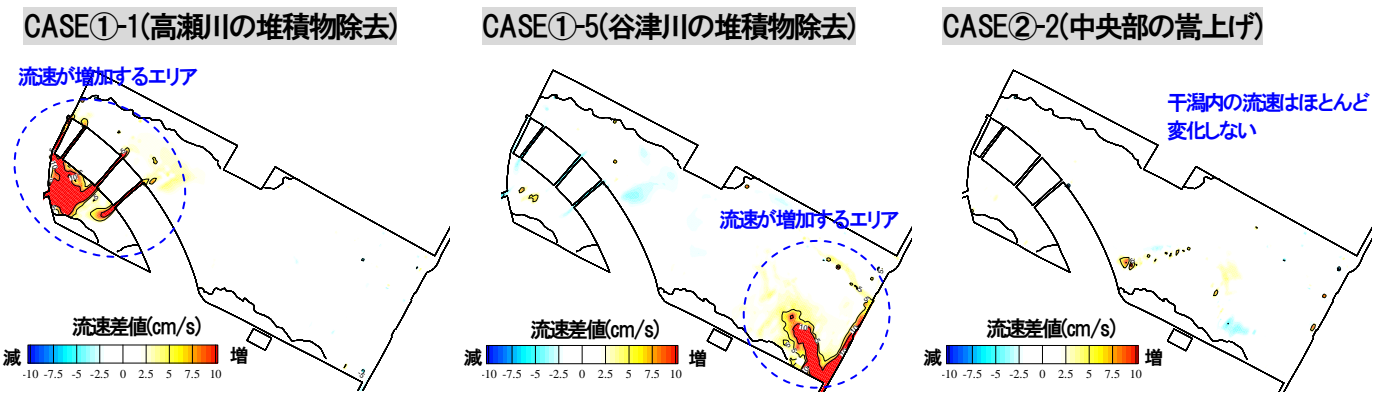 CASE①-1(高瀬川の堆積物除去)
流速が増加するエリア
流速差値(cm/s)
減 増
-10 -7.5 -5 -2.5 0 2.5 5 7.5 10
CASE①-5(谷津川の堆積物除去)
流速が増加するエリア
流速差値(cm/s)
減 増
-10 -7.5 -5 -2.5 0 2.5 5 7.5 10
CASE②-2(中央部の嵩上げ)
干潟内の流速はほとんど
変化しない
流速差値(cm/s)
減 増
-10 -7.5 -5 -2.5 0 2.5 5 7.5 10